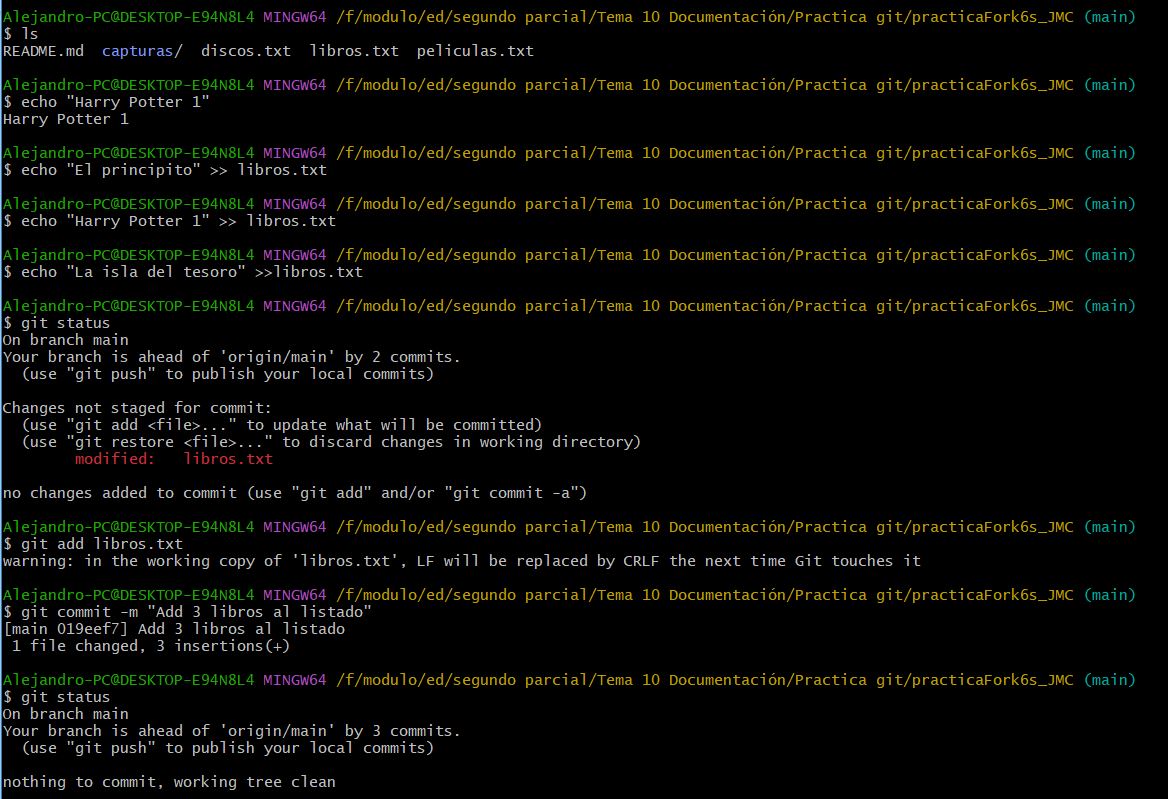 Alejandro-PC@DESKTOP-E94N8L4 MINGW64 /f/modulo/ed/segundo parcial/Tema 10 Documentación/Practica git/practicaFork6s_JMC (main)
$ ls
README.md  capturas/  discos.txt  libros.txt  peliculas.txt

Alejandro-PC@DESKTOP-E94N8L4 MINGW64 /f/modulo/ed/segundo parcial/Tema 10 Documentación/Practica git/practicaFork6s_JMC (main)
$ echo "Harry Potter 1"
Harry Potter 1

Alejandro-PC@DESKTOP-E94N8L4 MINGW64 /f/modulo/ed/segundo parcial/Tema 10 Documentación/Practica git/practicaFork6s_JMC (main)
$ echo "El principito" >> libros.txt

Alejandro-PC@DESKTOP-E94N8L4 MINGW64 /f/modulo/ed/segundo parcial/Tema 10 Documentación/Practica git/practicaFork6s_JMC (main)
$ echo "Harry Potter 1" >> libros.txt

Alejandro-PC@DESKTOP-E94N8L4 MINGW64 /f/modulo/ed/segundo parcial/Tema 10 Documentación/Practica git/practicaFork6s_JMC (main)
$ echo "La isla del tesoro" >>libros.txt

Alejandro-PC@DESKTOP-E94N8L4 MINGW64 /f/modulo/ed/segundo parcial/Tema 10 Documentación/Practica git/practicaFork6s_JMC (main)
$ git status
On branch main
Your branch is ahead of 'origin/main' by 2 commits.
  (use "git push" to publish your local commits)

Changes not staged for commit:
  (use "git add <file>..." to update what will be committed)
  (use "git restore <file>..." to discard changes in working directory)
        modified:   libros.txt

no changes added to commit (use "git add" and/or "git commit -a")

Alejandro-PC@DESKTOP-E94N8L4 MINGW64 /f/modulo/ed/segundo parcial/Tema 10 Documentación/Practica git/practicaFork6s_JMC (main)
$ git add libros.txt
warning: in the working copy of 'libros.txt', LF will be replaced by CRLF the next time Git touches it

Alejandro-PC@DESKTOP-E94N8L4 MINGW64 /f/modulo/ed/segundo parcial/Tema 10 Documentación/Practica git/practicaFork6s_JMC (main)
$ git commit -m "Add 3 libros al listado"
[main 019eef7] Add 3 libros al listado
 1 file changed, 3 insertions(+)

Alejandro-PC@DESKTOP-E94N8L4 MINGW64 /f/modulo/ed/segundo parcial/Tema 10 Documentación/Practica git/practicaFork6s_JMC (main)
$ git status
On branch main
Your branch is ahead of 'origin/main' by 3 commits.
  (use "git push" to publish your local commits)

nothing to commit, working tree clean